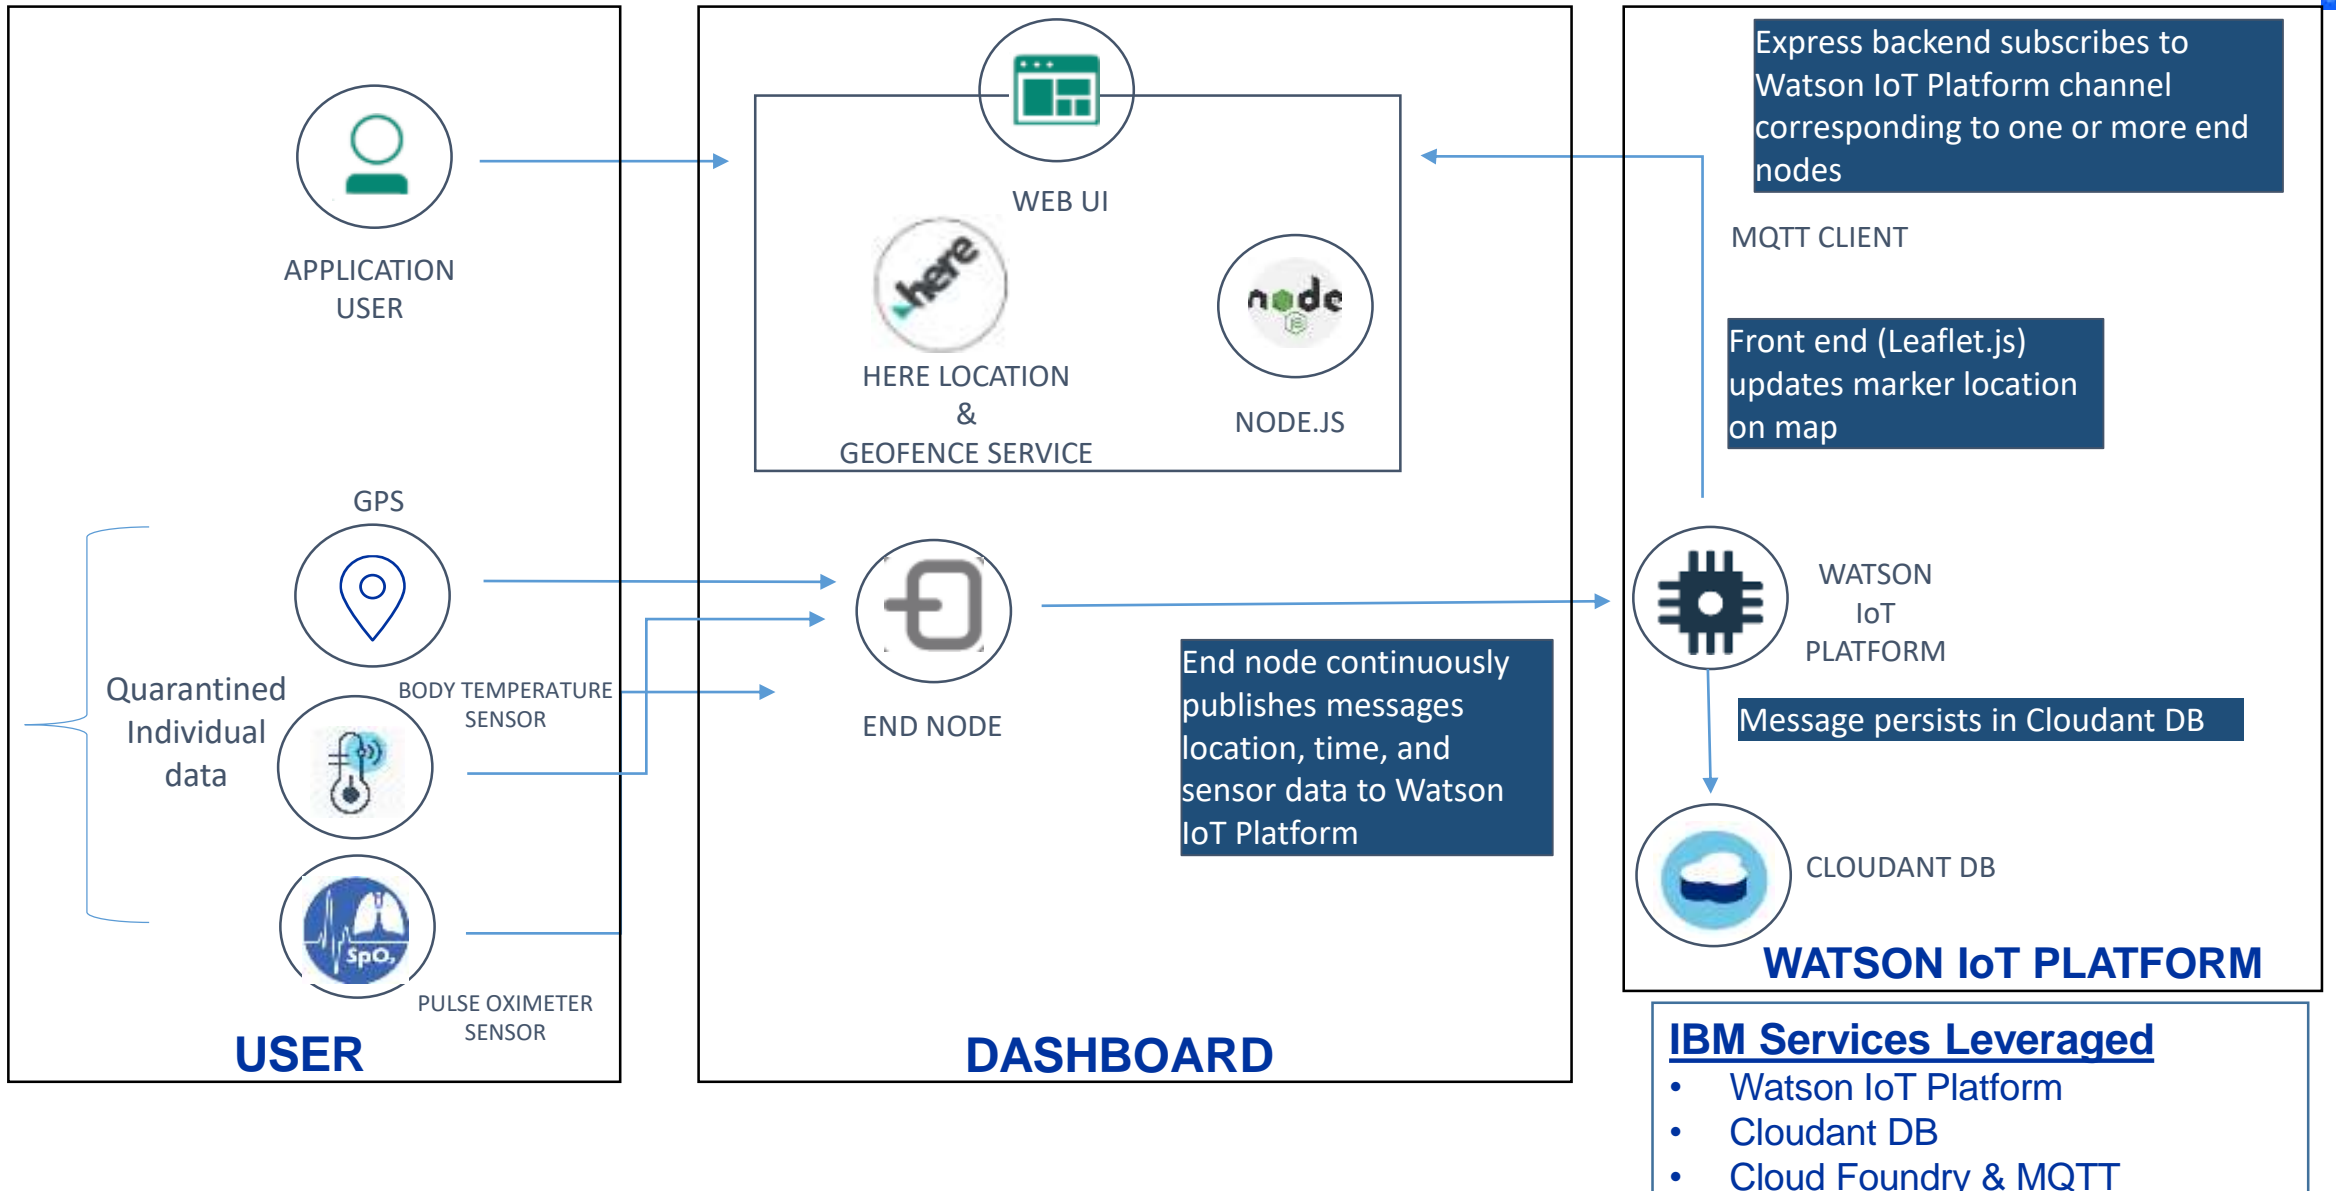 APPLICATION
USER
GPS
Quarantined
Individual
data
BODY TEMPERATURE
SENSOR
SpO₂
PULSE OXIMETER
SENSOR
USER
WEB UI
here
HERE LOCATION
&
GEOFENCE SERVICE
node
JS
NODE.JS
END NODE
End node continuously
publishes messages
location, time, and
sensor data to Watson
IoT Platform
DASHBOARD
Express backend subscribes to
Watson IoT Platform channel
corresponding to one or more end
nodes
MQTT CLIENT
Front end (Leaflet.js)
updates marker location
on map
WATSON
IoT
PLATFORM
Message persists in Cloudant DB
CLOUDANT DB
WATSON IoT PLATFORM
IBM Services Leveraged
• Watson IoT Platform
• Cloudant DB
• Cloud Foundry & MQTT